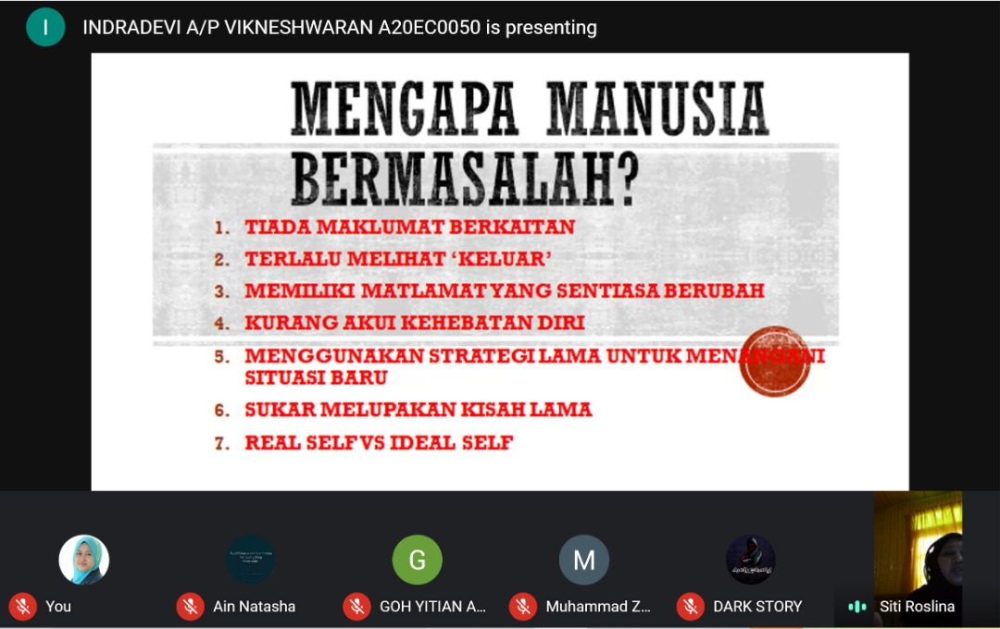 I INDRADEVI A/P VIKNESHWARAN A20EC0050 is presenting
MENGAPA MANUSIA
BERMASALAH?
1. TIADA MAKLUMAT BERKAITAN
2. TERLALU MELIHAT ‘KELUAR’
3. MEMILIKI MATLAMAT YANG SENTIASA BERUBAH
4. KURANG AKUI KEHEBATAN DIRI
5. MENGGUNAKAN STRATEGI LAMA UNTUK MENANGANI
SITUASI BARU
6. SUKAR MELUPAKAN KISAH LAMA
7. REAL SELF VS IDEAL SELF
G
M
You
Ain Natasha
GOH YITIAN A...
Muhammad Z...
DARK STORY
Siti Roslina